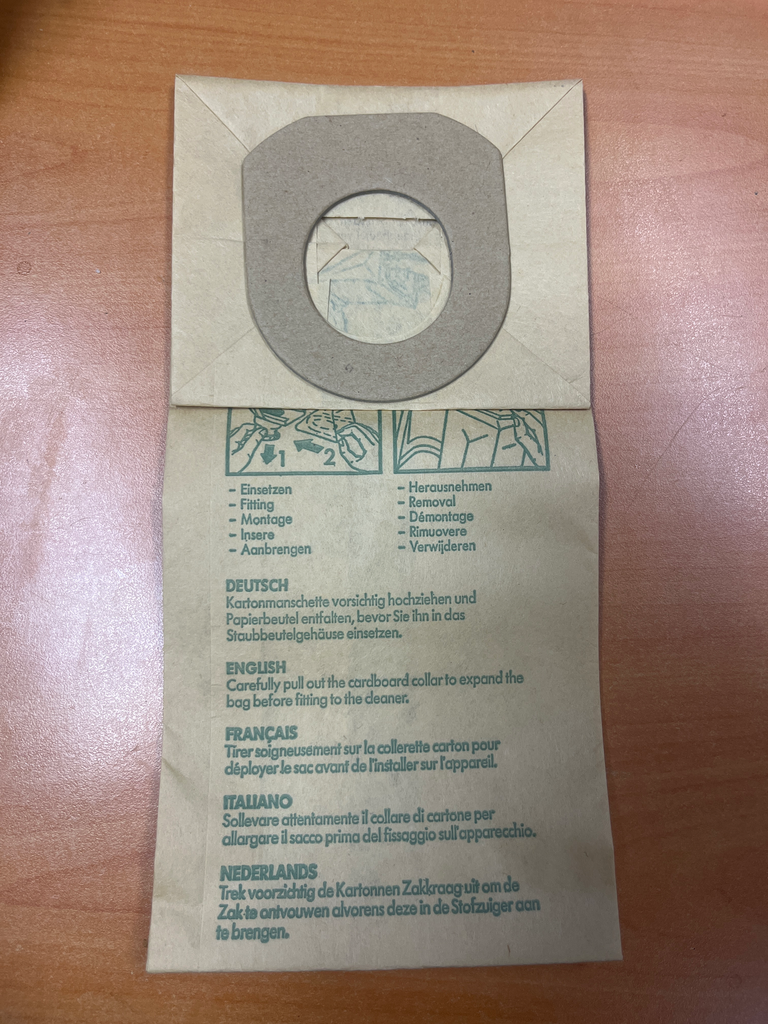 1
2
- Einsetzen
- Fitting
- Montage
- Insere
- Aanbrengen
- Herausnehmen
- Removal
- Démontage
- Rimuovere
- Verwijderen
DEUTSCH
Kartonmanschette vorsichtig hochziehen und
Papierbeutel entfalten, bevor Sie ihn in das
Staubbeutelgehäuse einsetzen.
ENGLISH
Carefully pull out the cardboard collar to expand the
bag before fitting to the cleaner.
FRANÇAIS
Tirer soigneusement sur la collerette carton pour
déployer le sac avant de l'installer sur l'appareil.
ITALIANO
Sollevare attentamente il collare di cartone per
allargare il sacco prima del fissaggio sull'apparecchio.
NEDERLANDS
Trek voorzichtig de Kartonnen Zakkraag uit om de
Zak te ontvouwen alvorens deze in de Stofzuiger aan
te brengen.